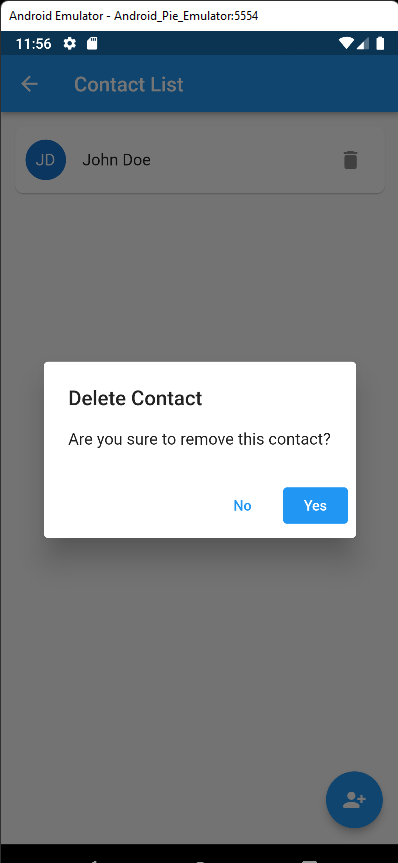 Android Emulator - Android_Pie_Emulator:5554
11:56
Contact List
JD John Doe
Delete Contact
Are you sure to remove this contact?
No Yes